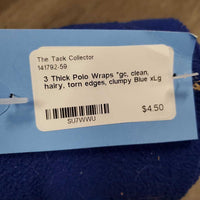 The Tack Collector
141792-59
3 Thick Polo Wraps *gc, clean,
hairy, torn edges, clumpy Blue xLg
$4.50
SU7WWU